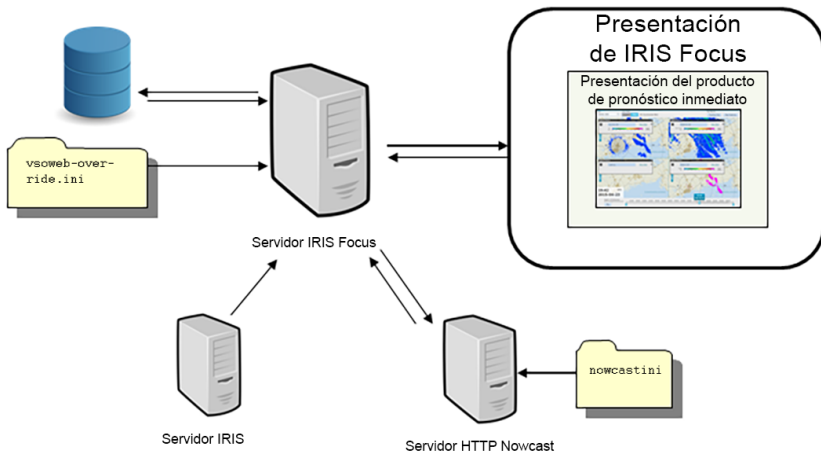 Presentación
de IRIS Focus
Presentación del producto
de pronóstico inmediato
vsoweb-over-
ride.ini
Servidor IRIS Focus
nowcastini
Servidor IRIS
Servidor HTTP Nowcast